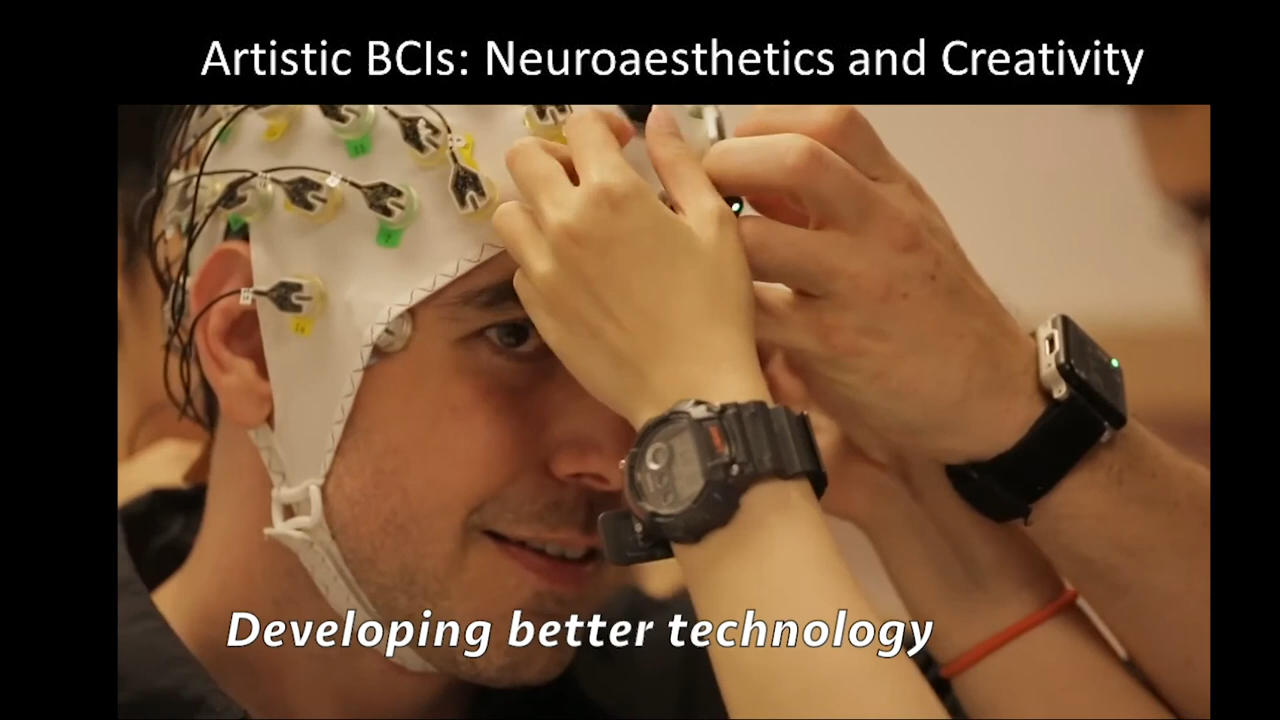 Artistic BCIs: Neuroaesthetics and Creativity
Developing better technology